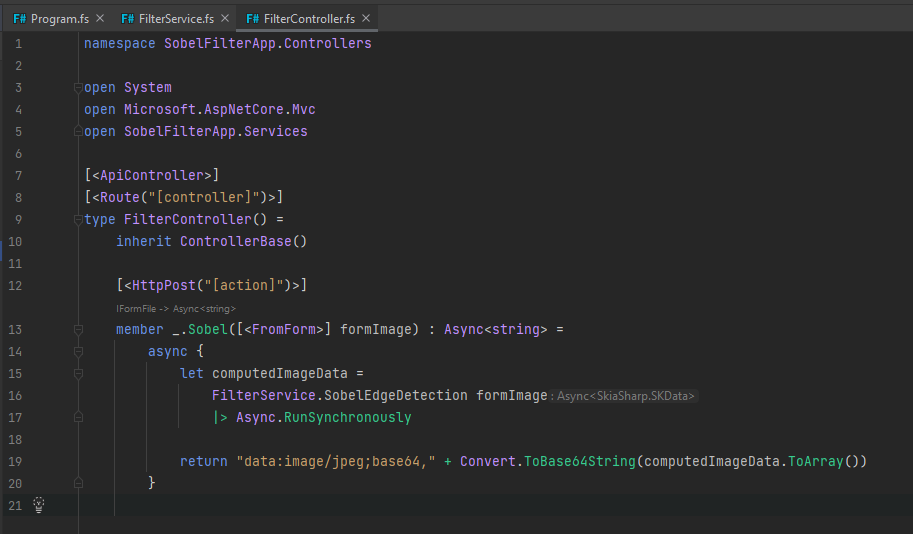 F# Program.fs × F# FilterService.fs × F# FilterController.fs ×
1 namespace SobelFilterApp.Controllers
2
3 open System
4 open Microsoft.AspNetCore.Mvc
5 open SobelFilterApp.Services
6
7 [<ApiController>]
8 [<Route("[controller]")>]
9 type FilterController() =
10 inherit ControllerBase()
11
12 [<HttpPost("[action]")>]
IFormFile -> Async<string>
13 member _.Sobel([<FromForm>] formImage) : Async<string> =
14 async {
15 let computedImageData =
16 FilterService.SobelEdgeDetection formImage : Async<SkiaSharp.SKData>
17 |> Async.RunSynchronously
18
19 return "data:image/jpeg;base64," + Convert.ToBase64String(computedImageData.ToArray())
20 }
21